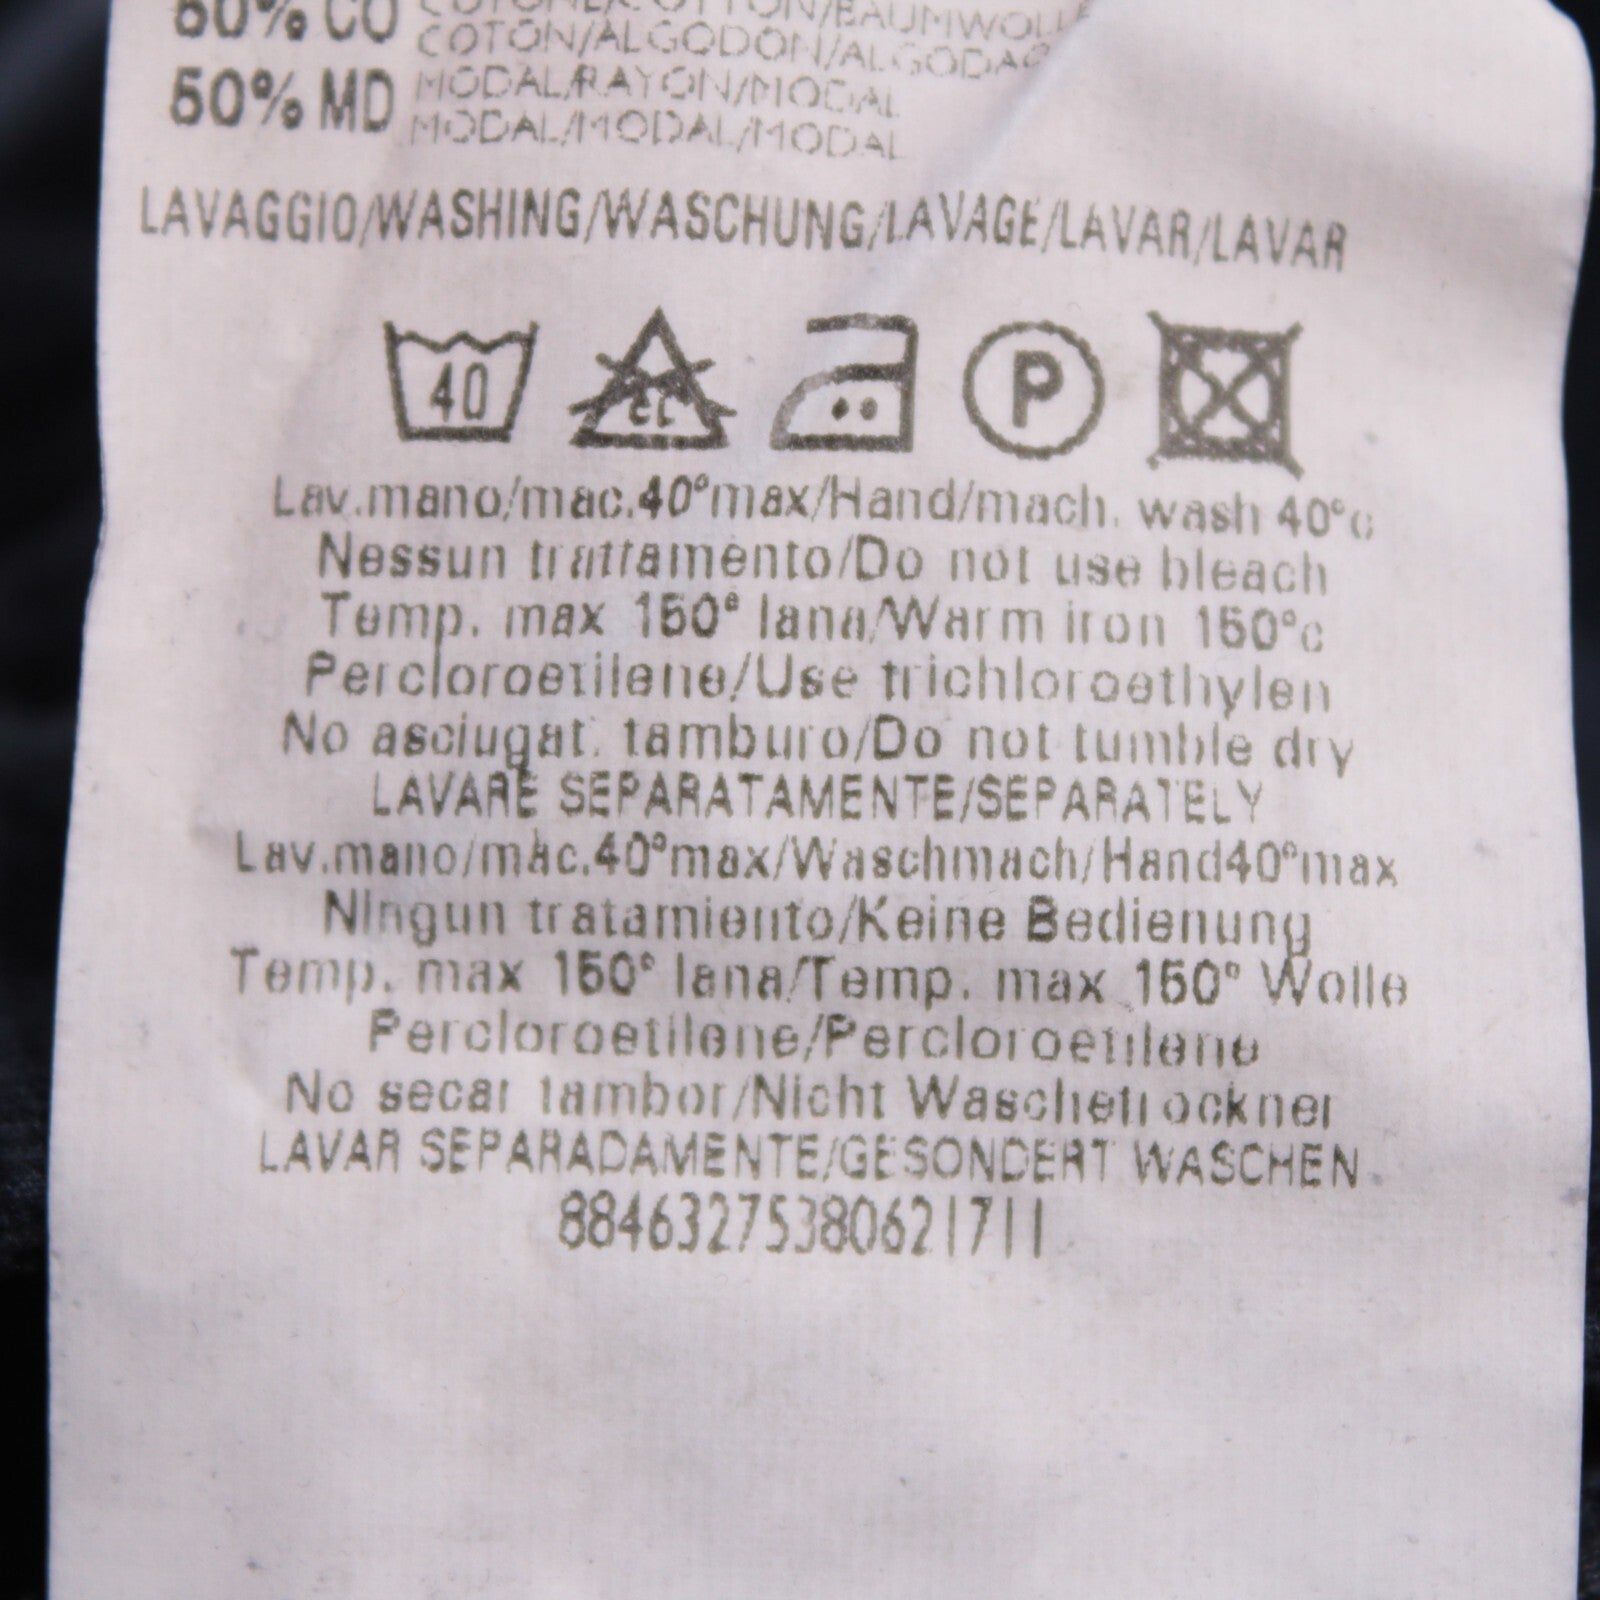 50% CO COTONE/COTTON/BAUMWOLLE
COTON/ALGODON/ALGODAO
50% MD MODAL/RAYON/MODAL
MODAL/MODAL/MODAL
LAVAGGIO/WASHING/WASCHUNG/LAVAGE/LAVAR/LAVAR
40 CL P
Lav.mano/mac.40°max/Hand/mach. wash 40°c
Nessun trattamento/Do not use bleach
Temp. max 150° lana/Warm iron 150°c
Percloroetilene/Use trichloroethylen
No asciugat. tamburo/Do not tumble dry
LAVARE SEPARATAMENTE/SEPARATELY
Lav.mano/mac.40°max/Waschmach/Hand40°max
Ningun tratamiento/Keine Bedienung
Temp. max 150° lana/Temp. max 150° Wolle
Percloroetilene/Percloroetilene
No secar tambor/Nicht Waschetrockner
LAVAR SEPARADAMENTE/GESONDERT WASCHEN
88463275380621711